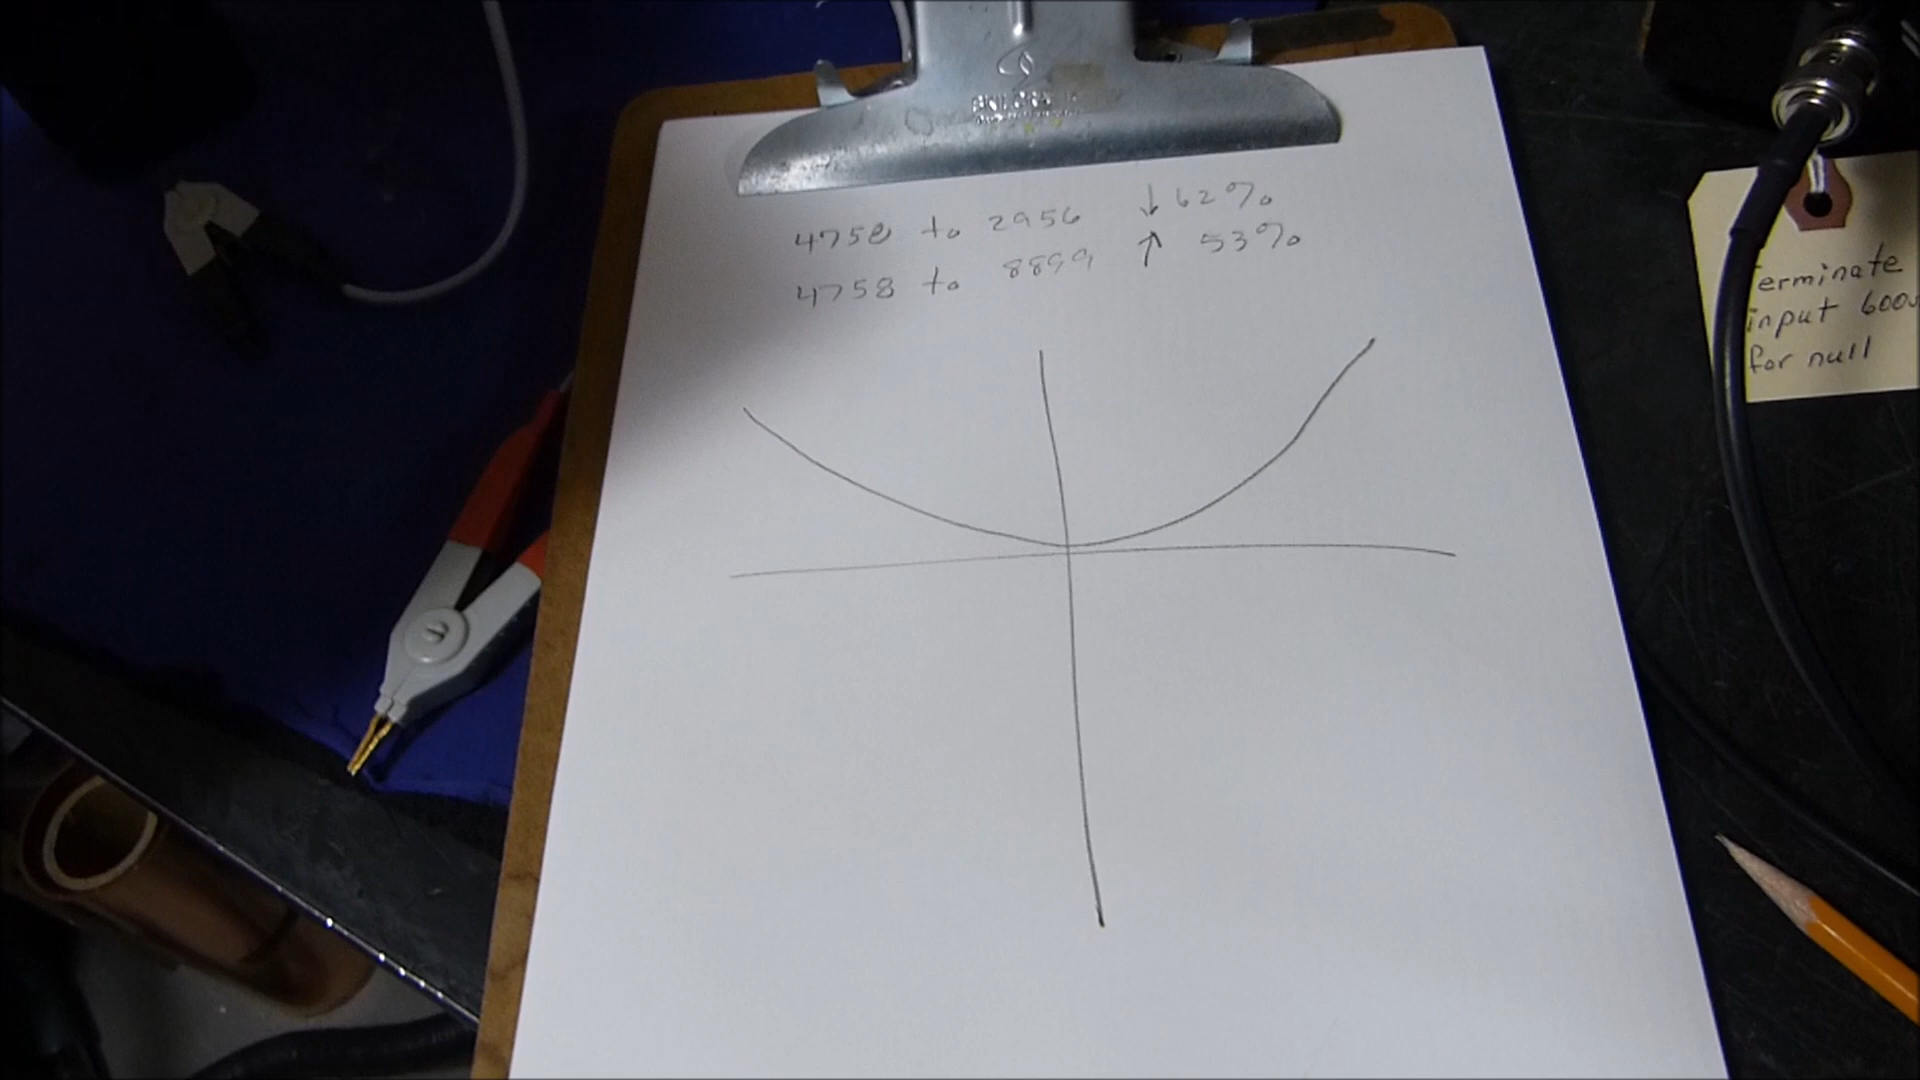 4758 to 2956 ↓ 62%
4758 to 8899 ↑ 53%
erminate
input 600
for null